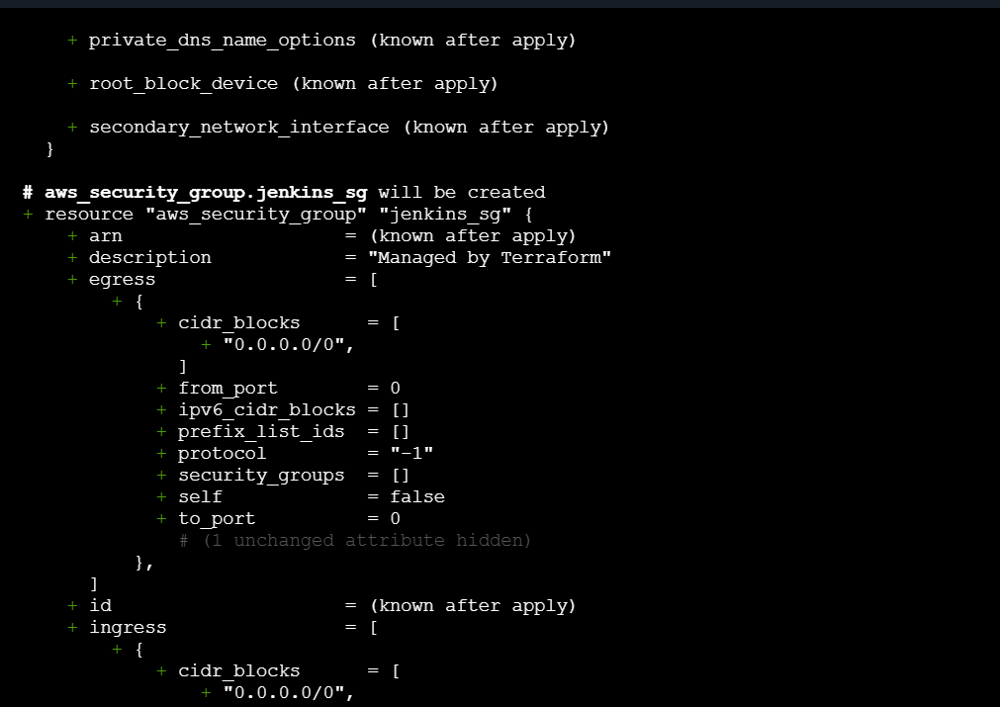 + private_dns_name_options (known after apply)
+ root_block_device (known after apply)
+ secondary_network_interface (known after apply)
}
# aws_security_group.jenkins_sg will be created
+ resource "aws_security_group" "jenkins_sg" {
+ arn = (known after apply)
+ description = "Managed by Terraform"
+ egress = [
+ {
+ cidr_blocks = [
+ "0.0.0.0/0",
]
+ from_port = 0
+ ipv6_cidr_blocks = []
+ prefix_list_ids = []
+ protocol = "-1"
+ security_groups = []
+ self = false
+ to_port = 0
# (1 unchanged attribute hidden)
},
]
+ id = (known after apply)
+ ingress = [
+ {
+ cidr_blocks = [
+ "0.0.0.0/0",